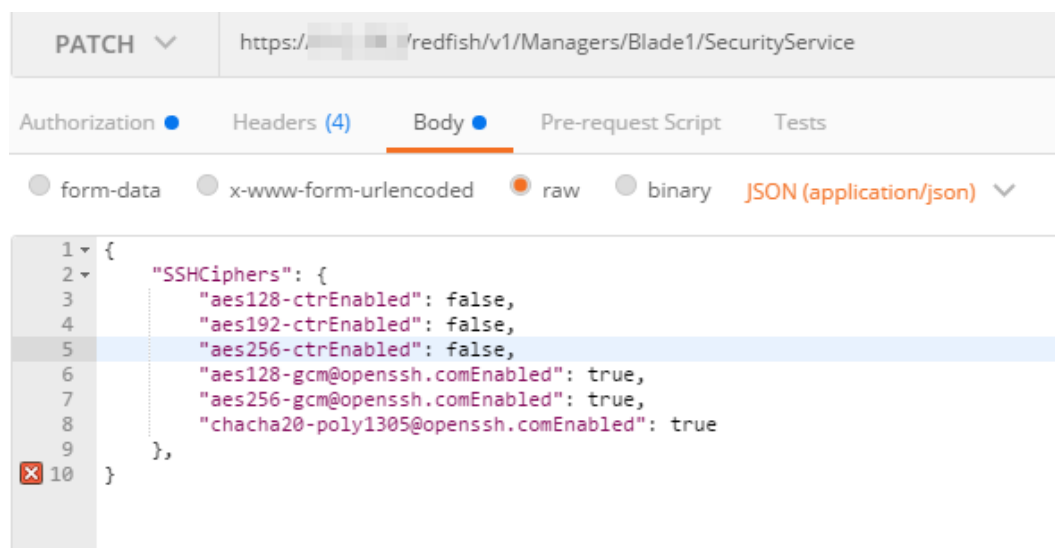 PATCH https:/ /redfish/v1/Managers/Blade1/SecurityService
Authorization Headers (4) Body Pre-request Script Tests
form-data x-www-form-urlencoded raw binary JSON (application/json)
1 {
2 "SSHCiphers": {
3 "aes128-ctrEnabled": false,
4 "aes192-ctrEnabled": false,
5 "aes256-ctrEnabled": false,
6 "aes128-gcm@openssh.comEnabled": true,
7 "aes256-gcm@openssh.comEnabled": true,
8 "chacha20-poly1305@openssh.comEnabled": true
9 },
10 }